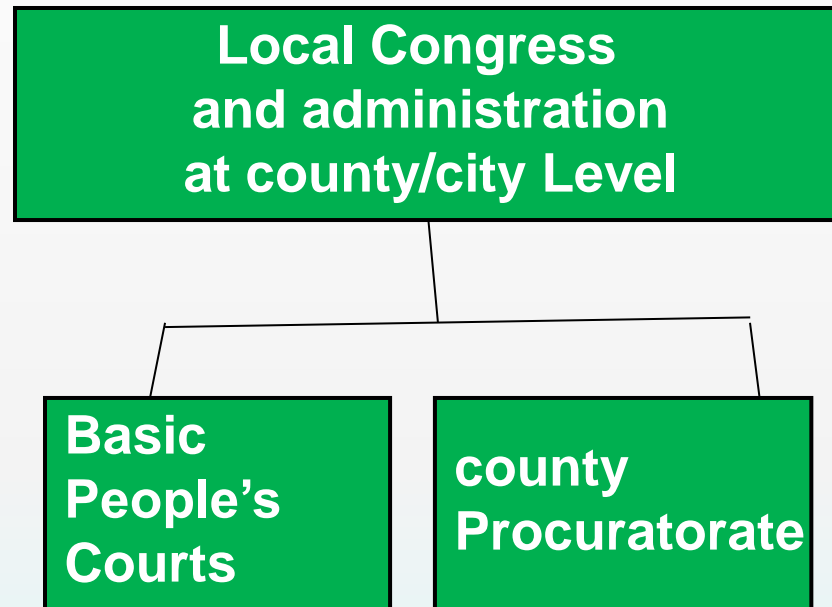 Local Congress
and administration
at county/city Level
Basic
People’s
Courts
county
Procuratorate